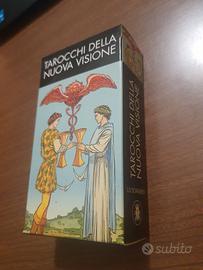 TAROCCHI DELLA
NUOVA VISIONE
TAROCCHI DELLA
NUOVA VISIONE
LO SCARABEO
subito